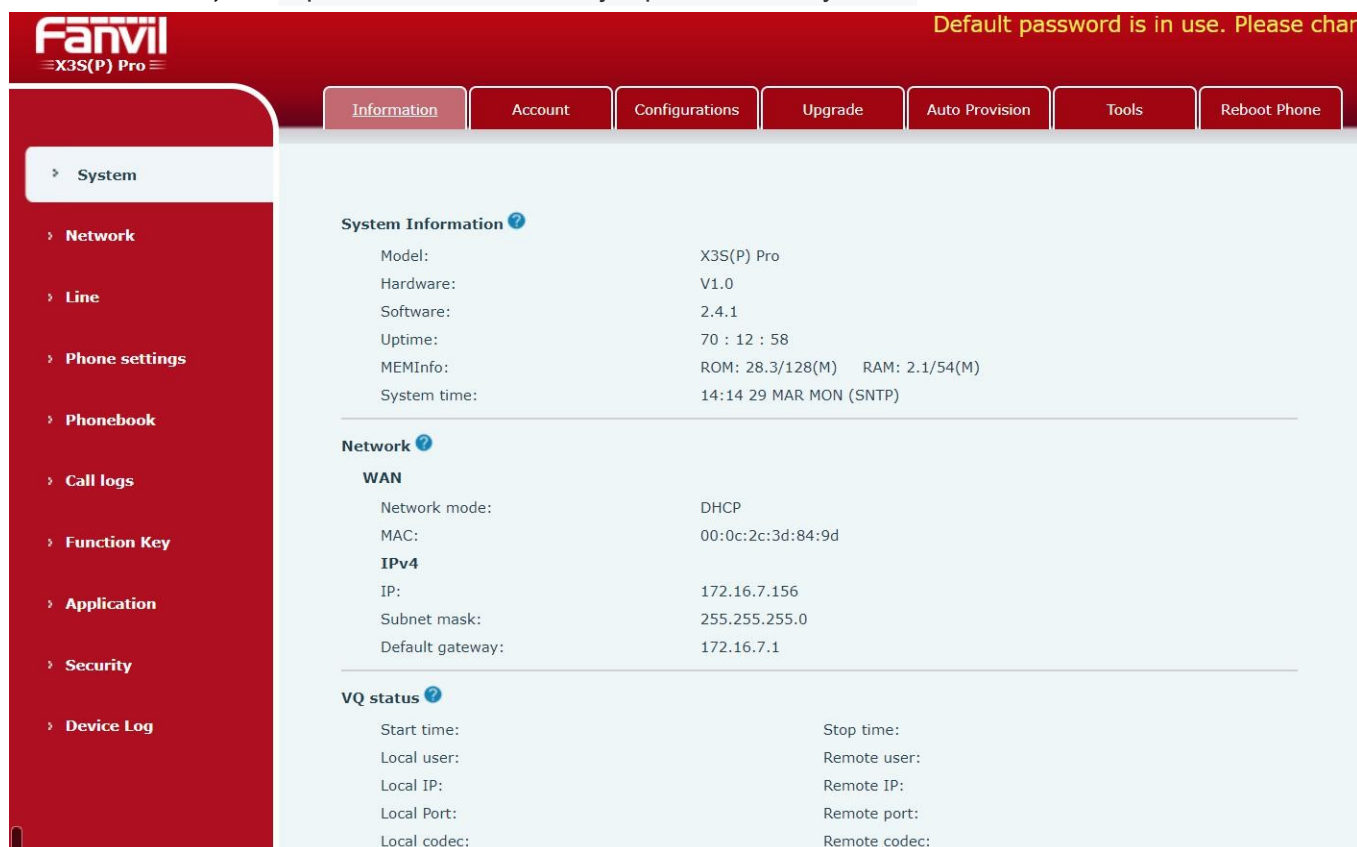 Fanvil
X3S(P) Pro
Default password is in use. Please char
Information Account Configurations Upgrade Auto Provision Tools Reboot Phone
System
Network
Line
Phone settings
Phonebook
Call logs
Function Key
Application
Security
Device Log
System Information
Model: X3S(P) Pro
Hardware: V1.0
Software: 2.4.1
Uptime: 70 : 12 : 58
MEMInfo: ROM: 28.3/128(M) RAM: 2.1/54(M)
System time: 14:14 29 MAR MON (SNTP)
Network
WAN
Network mode: DHCP
MAC: 00:0c:2c:3d:84:9d
IPv4
IP: 172.16.7.156
Subnet mask: 255.255.255.0
Default gateway: 172.16.7.1
VQ status
Start time: Stop time:
Local user: Remote user:
Local IP: Remote IP:
Local Port: Remote port:
Local codec: Remote codec: